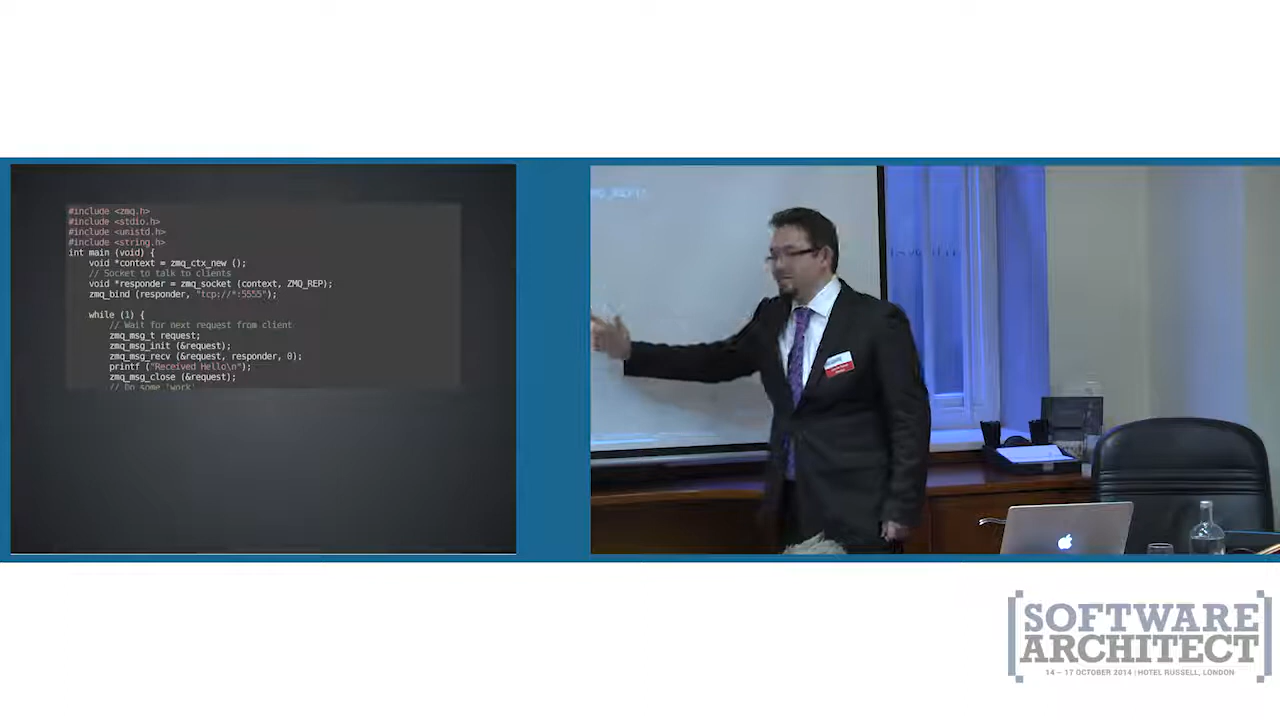 #include <zmq.h>
#include <stdio.h>
#include <unistd.h>
#include <string.h>
int main (void) {
void *context = zmq_ctx_new ();
// Socket to talk to clients
void *responder = zmq_socket (context, ZMQ_REP);
zmq_bind (responder, "tcp://*:5555");
while (1) {
// Wait for next request from client
zmq_msg_t request;
zmq_msg_init (&request);
zmq_msg_recv (&request, responder, 0);
printf ("Received Hello\n");
zmq_msg_close (&request);
// Do some 'work'
[SOFTWARE
ARCHITECT]
14 – 17 OCTOBER 2014 | HOTEL RUSSELL, LONDON